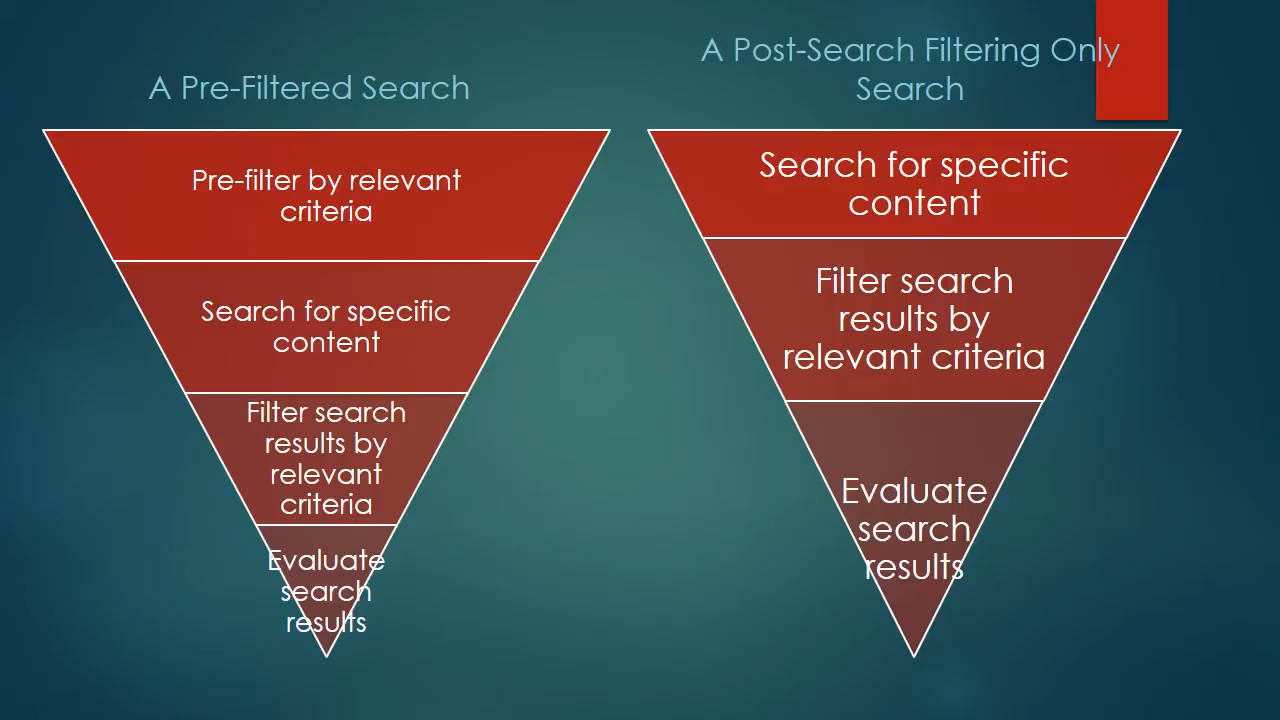 A Pre-Filtered Search
Pre-filter by relevant
criteria
Search for specific
content
Filter search
results by
relevant
criteria
Evaluate
search
results
A Post-Search Filtering Only
Search
Search for specific
content
Filter search
results by
relevant criteria
Evaluate
search
results